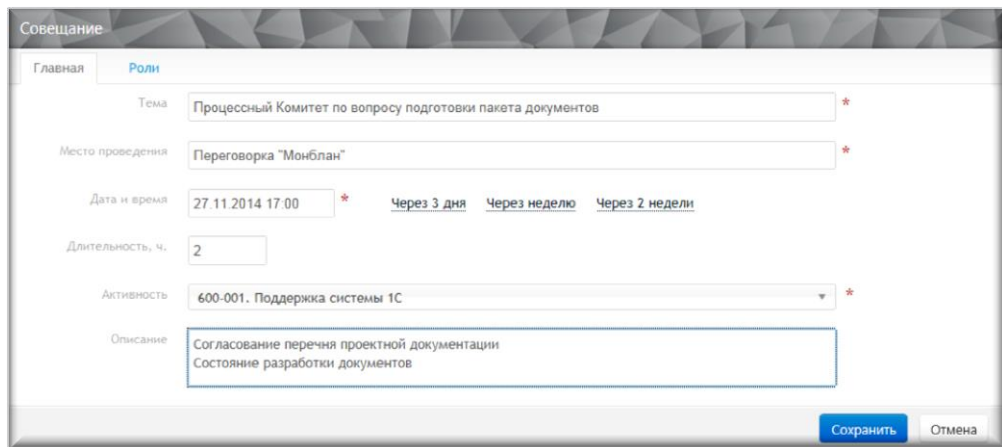 Совещание
Главная Роли
Тема Процессный Комитет по вопросу подготовки пакета документов *
Место проведения Переговорка "Монблан" *
Дата и время 27.11.2014 17:00 * Через 3 дня Через неделю Через 2 недели
Длительность, ч. 2
Активность 600-001. Поддержка системы 1С *
Описание Согласование перечня проектной документации
Состояние разработки документов
Сохранить Отмена